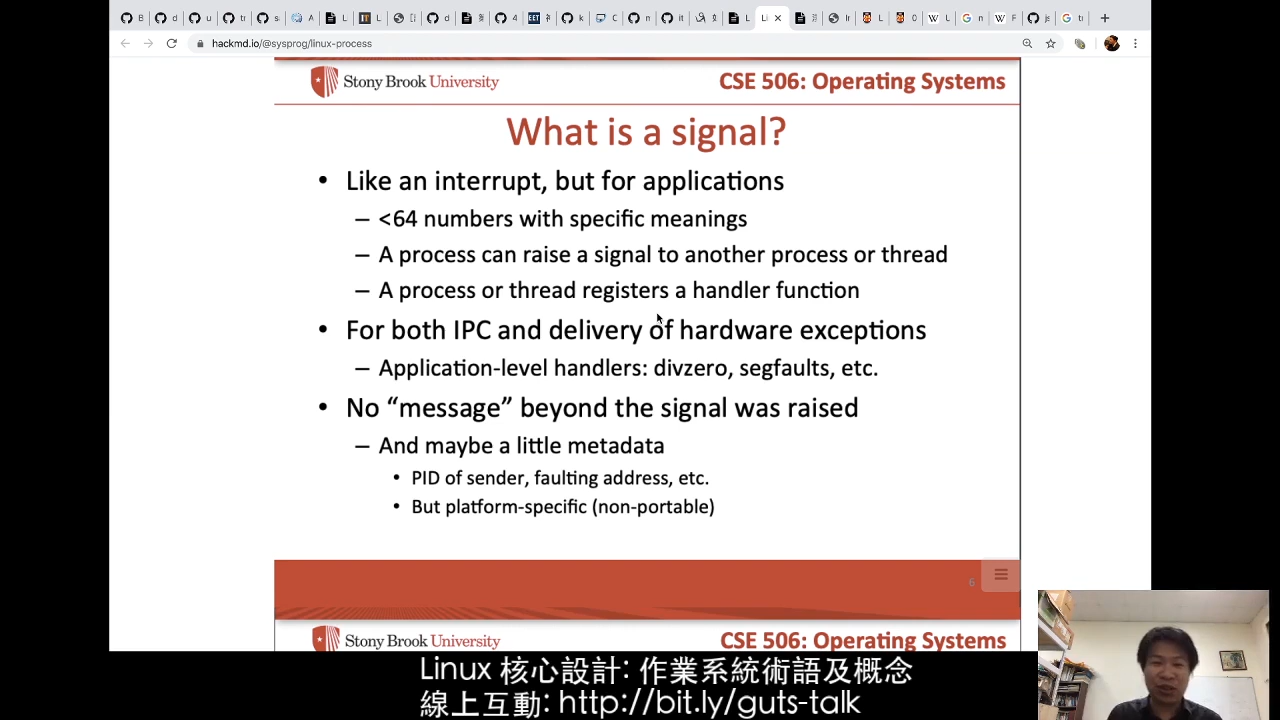 hackmd.io/@sysprog/linux-process
Stony Brook University
CSE 506: Operating Systems
What is a signal?
• Like an interrupt, but for applications
– <64 numbers with specific meanings
– A process can raise a signal to another process or thread
– A process or thread registers a handler function
• For both IPC and delivery of hardware exceptions
– Application-level handlers: divzero, segfaults, etc.
• No “message” beyond the signal was raised
– And maybe a little metadata
• PID of sender, faulting address, etc.
• But platform-specific (non-portable)
6
Stony Brook University
CSE 506: Operating Systems
Linux 核心設計: 作業系統術語及概念
線上互動: http://bit.ly/guts-talk